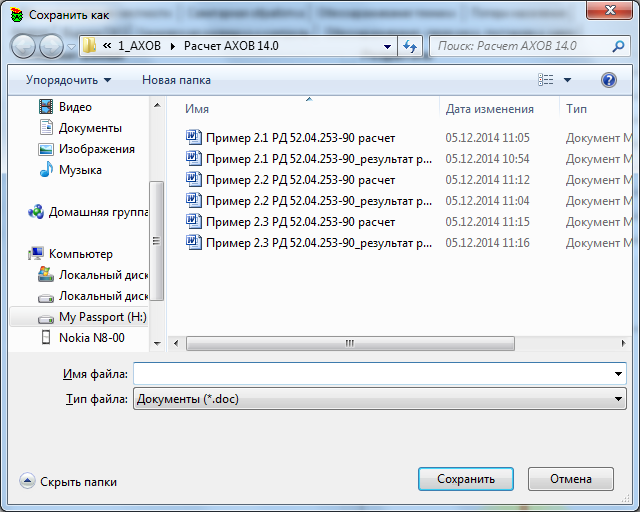 Сохранить как
« 1_АХОВ ▸ Расчет АХОВ 14.0
Поиск: Расчет АХОВ 14.0
Упорядочить Новая папка
Имя Дата изменения Тип
Видео
Документы
Изображения
Музыка
Домашняя группа
Компьютер
Локальный диск
Локальный диск
My Passport (H:)
Nokia N8-00
Пример 2.1 РД 52.04.253-90 расчет 05.12.2014 11:05 Документ М
Пример 2.1 РД 52.04.253-90_результат р... 05.12.2014 10:54 Документ М
Пример 2.2 РД 52.04.253-90 расчет 05.12.2014 11:12 Документ М
Пример 2.2 РД 52.04.253-90_результат р... 05.12.2014 11:04 Документ М
Пример 2.3 РД 52.04.253-90 расчет 05.12.2014 11:15 Документ М
Пример 2.3 РД 52.04.253-90_результат р... 05.12.2014 11:16 Документ М
Имя файла:
Тип файла: Документы (*.doc)
Скрыть папки
Сохранить
Отмена